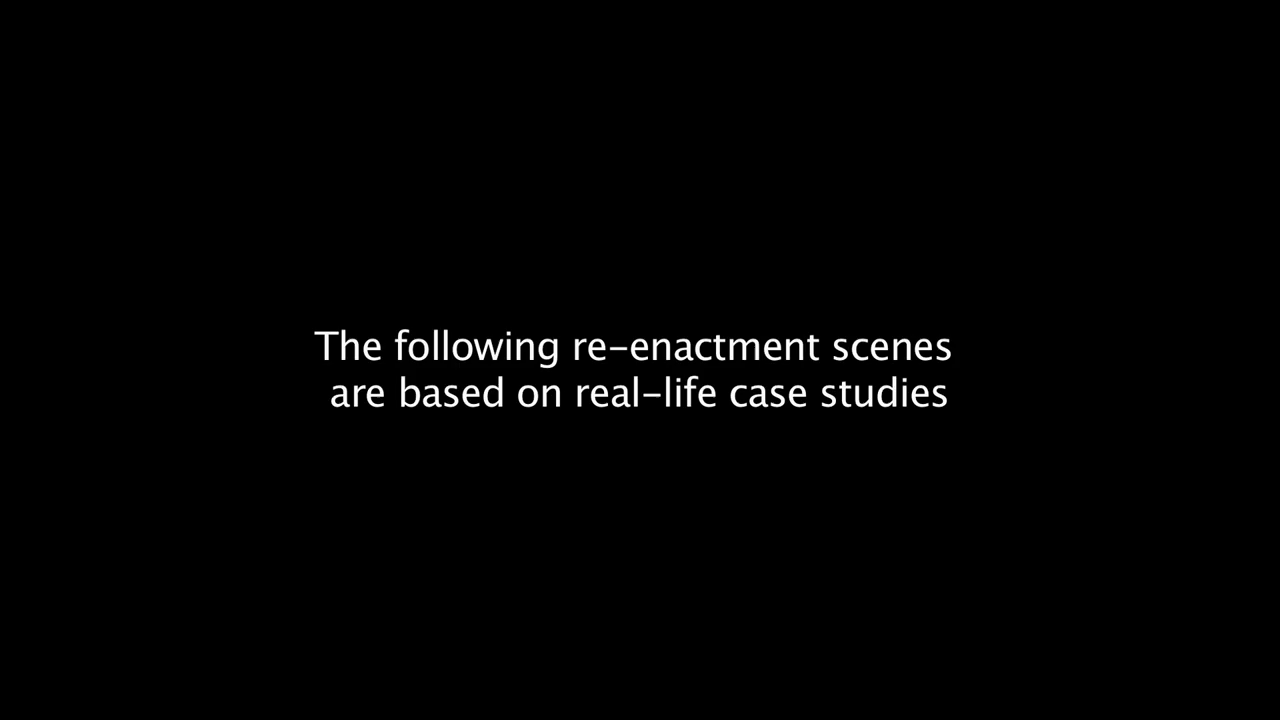 The following re-enactment scenes
are based on real-life case studies